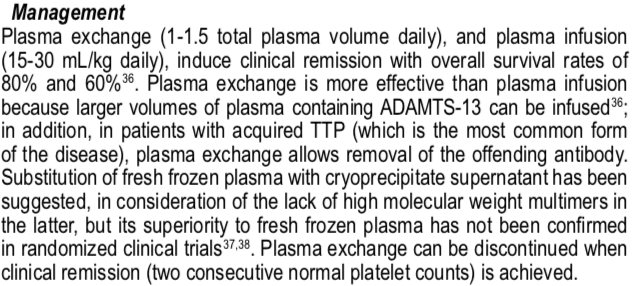 Management
Plasma exchange (1-1.5 total plasma volume daily), and plasma infusion
(15-30 mL/kg daily), induce clinical remission with overall survival rates of
80% and 60%36. Plasma exchange is more effective than plasma infusion
because larger volumes of plasma containing ADAMTS-13 can be infused36;
in addition, in patients with acquired TTP (which is the most common form
of the disease), plasma exchange allows removal of the offending antibody.
Substitution of fresh frozen plasma with cryoprecipitate supernatant has been
suggested, in consideration of the lack of high molecular weight multimers in
the latter, but its superiority to fresh frozen plasma has not been confirmed
in randomized clinical trials37,38. Plasma exchange can be discontinued when
clinical remission (two consecutive normal platelet counts) is achieved.